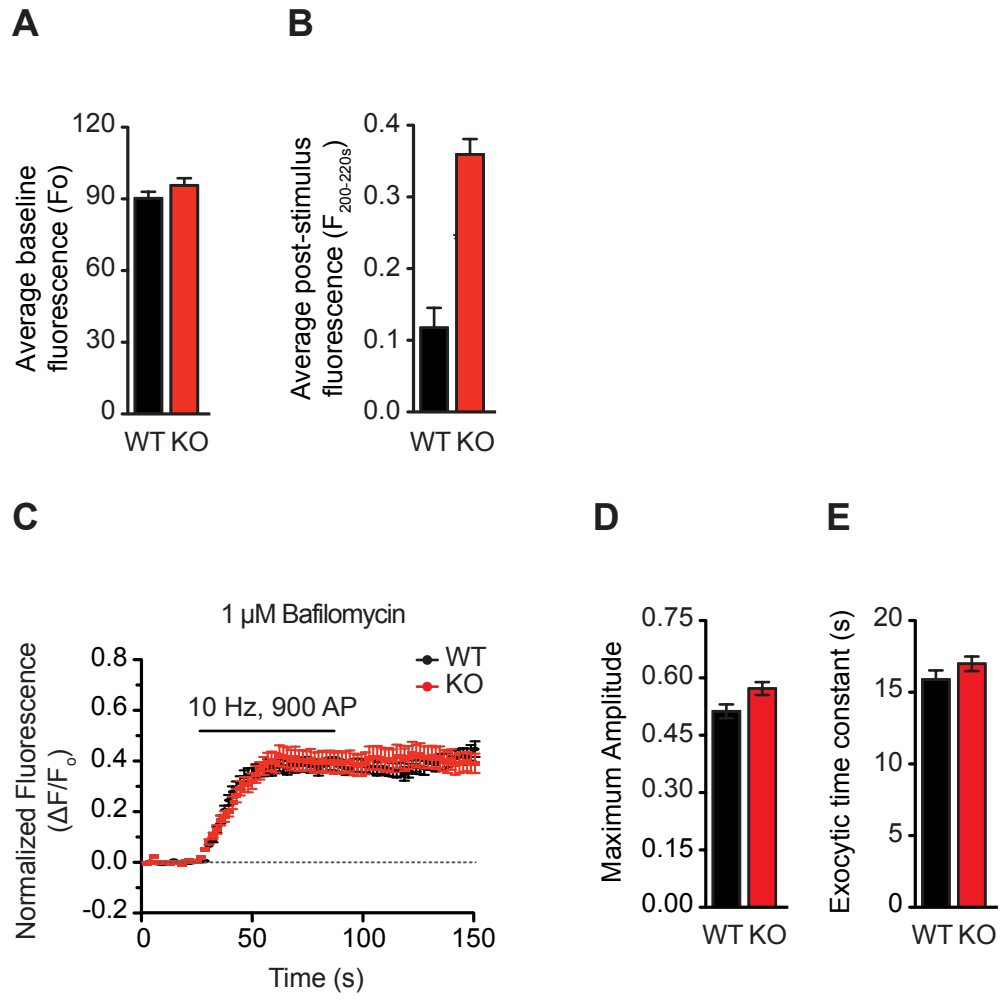 A
B
Average baseline
fluorescence (Fo)
120
90
60
30
0
WT KO
Average post-stimulus
fluorescence (F200-220s)
0.4
0.3
0.2
0.1
0.0
*
WT KO
C
D
E
1 µM Bafilomycin
Normalized Fluorescence
(ΔF/Fo)
0.8
0.6
0.4
0.2
0.0
-0.2
WT
KO
10 Hz, 900 AP
0 50 100 150
Time (s)
Maximum Amplitude
0.75
0.60
0.45
0.30
0.15
0.00
WT KO
Exocytic time constant (s)
20
15
10
5
0
WT KO